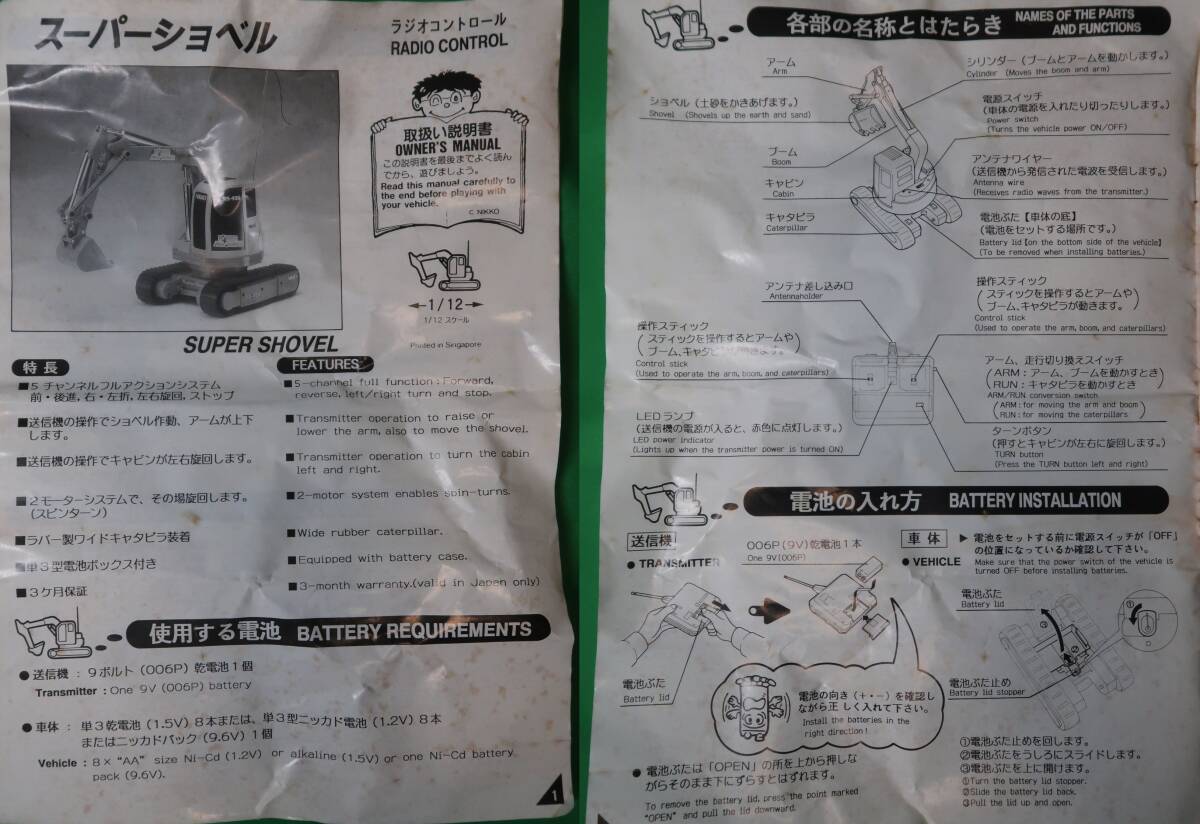 スーパーショベル
ラジオコントロール
RADIO CONTROL
取扱い説明書
OWNER'S MANUAL
この説明書を最後までよく読ん
でから、遊びましょう。
Read this manual carefully to
the end before playing with
your vehicle.
© NIKKO
1/12
1/12 スケール
Printed in Singapore
SUPER SHOVEL
特長
■5 チャンネルフルアクションシステム
前・後進,右・左折,左右旋回,ストップ
■送信機の操作でショベル作動、アームが上下
します。
■送信機の操作でキャビンが左右旋回します。
■2モーターシステムで、その場旋回します。
(スピンターン)
■ラバー製ワイドキャタピラ装着
■単3型電池ボックス付き
■3ケ月保証
FEATURES
■5-channel full function: Forward,
reverse, left/right turn and stop.
■Transmitter operation to raise or
lower the arm, also to move the shovel.
■Transmitter operation to turn the cabin
left and right.
■2-motor system enables spin-turns.
■Wide rubber caterpillar.
■Equipped with battery case.
■3-month warranty.(valid in Japan only)
使用する電池 BATTERY REQUIREMENTS
●送信機 : 9ボルト (006P) 乾電池1個
Transmitter : One 9V (006P) battery
●車体 : 単3乾電池 (1.5V) 8本または、単3型ニッカド電池 (1.2V) 8本
またはニッカドパック (9.6V) 1個
Vehicle : 8× "AA" size Ni-Cd (1.2V) or alkaline (1.5V) or one Ni-Cd battery
pack (9.6V).
1
各部の名称とはたらき NAMES OF THE PARTS
AND FUNCTIONS
アーム
Arm
ショベル (土砂をかきあげます。)
Shovel (Shovels up the earth and sand)
ブーム
Boom
キャビン
Cabin
キャタピラ
Caterpillar
シリンダー (ブームとアームを動かします。)
Cylinder (Moves the boom and arm)
電源スイッチ
(車体の電源を入れたり切ったりします。)
Power switch
(Turns the vehicle power ON/OFF)
アンテナワイヤー
(送信機から発信された電波を受信します。)
Antenna wire
(Receives radio waves from the transmitter.)
電池ぶた【車体の底】
(電池をセットする場所です。)
Battery lid [on the bottom side of the vehicle]
(To be removed when installing batteries.)
アンテナ差し込み口
Antennaholder
操作スティック
(スティックを操作するとアームや
ブーム、キャタピラが動きます。)
Control stick
(Used to operate the arm, boom, and caterpillars)
LEDランプ
(送信機の電源が入ると、赤色に点灯します。)
LED power indicator
(Lights up when the transmitter power is turned ON)
操作スティック
(スティックを操作するとアームや
ブーム、キャタピラが動きます。)
Control stick
(Used to operate the arm, boom, and caterpillars)
アーム、走行切り換えスイッチ
(ARM : アーム、ブームを動かすとき
RUN : キャタピラを動かすとき)
ARM/RUN conversion switch
(ARM : for moving the arm and boom
RUN : for moving the caterpillars)
ターンボタン
(押すとキャビンが左右に旋回します。)
TURN button
(Press the TURN button left and right)
電池の入れ方 BATTERY INSTALLATION
送信機
●TRANSMITTER
006P (9V) 乾電池1本
One 9V(006P)
電池ぶた
Battery lid
電池の向き (+・−) を確認し
ながら正しく入れて下さい。
Install the batteries in the
right direction!
●電池ぶたは「OPEN」の所を上から押しな
がらそのまま下にずらすとはずれます。
To remove the battery lid, press the point marked
"OPEN" and pull the lid downward.
車体
●VEHICLE
▶電池をセットする前に電源スイッチが「OFF」
の位置になっているか確認して下さい。
Make sure that the power switch of the vehicle is
turned OFF before installing batteries.
電池ぶた
Battery lid
①
②
③
電池ぶた止め
Battery lid stopper
①電池ぶた止めを回します。
②電池ぶたをうしろにスライドします。
③電池ぶたを上に開けます。
①Turn the battery lid stopper.
②Slide the battery lid back.
③Pull the lid up and open.